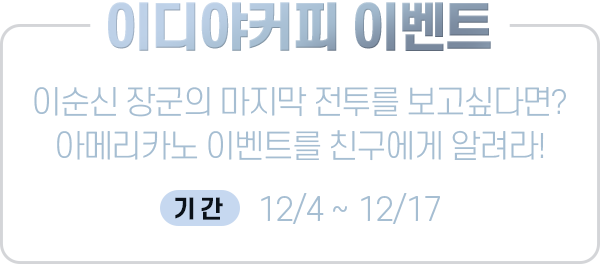 이디야커피 이벤트
이순신 장군의 마지막 전투를 보고싶다면?
아메리카노 이벤트를 친구에게 알려라!
기간 12/4 ~ 12/17